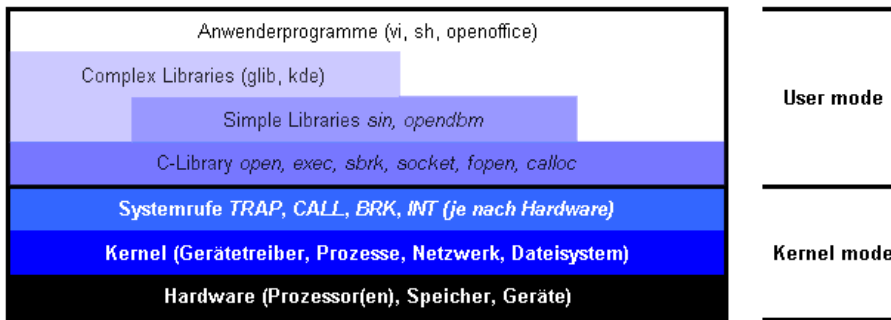 Anwenderprogramme (vi, sh, openoffice)
Complex Libraries (glib, kde)
Simple Libraries sin, opendbm
C-Library open, exec, sbrk, socket, fopen, calloc
Systemrufe TRAP, CALL, BRK, INT (je nach Hardware)
Kernel (Gerätetreiber, Prozesse, Netzwerk, Dateisystem)
Hardware (Prozessor(en), Speicher, Geräte)
User mode
Kernel mode